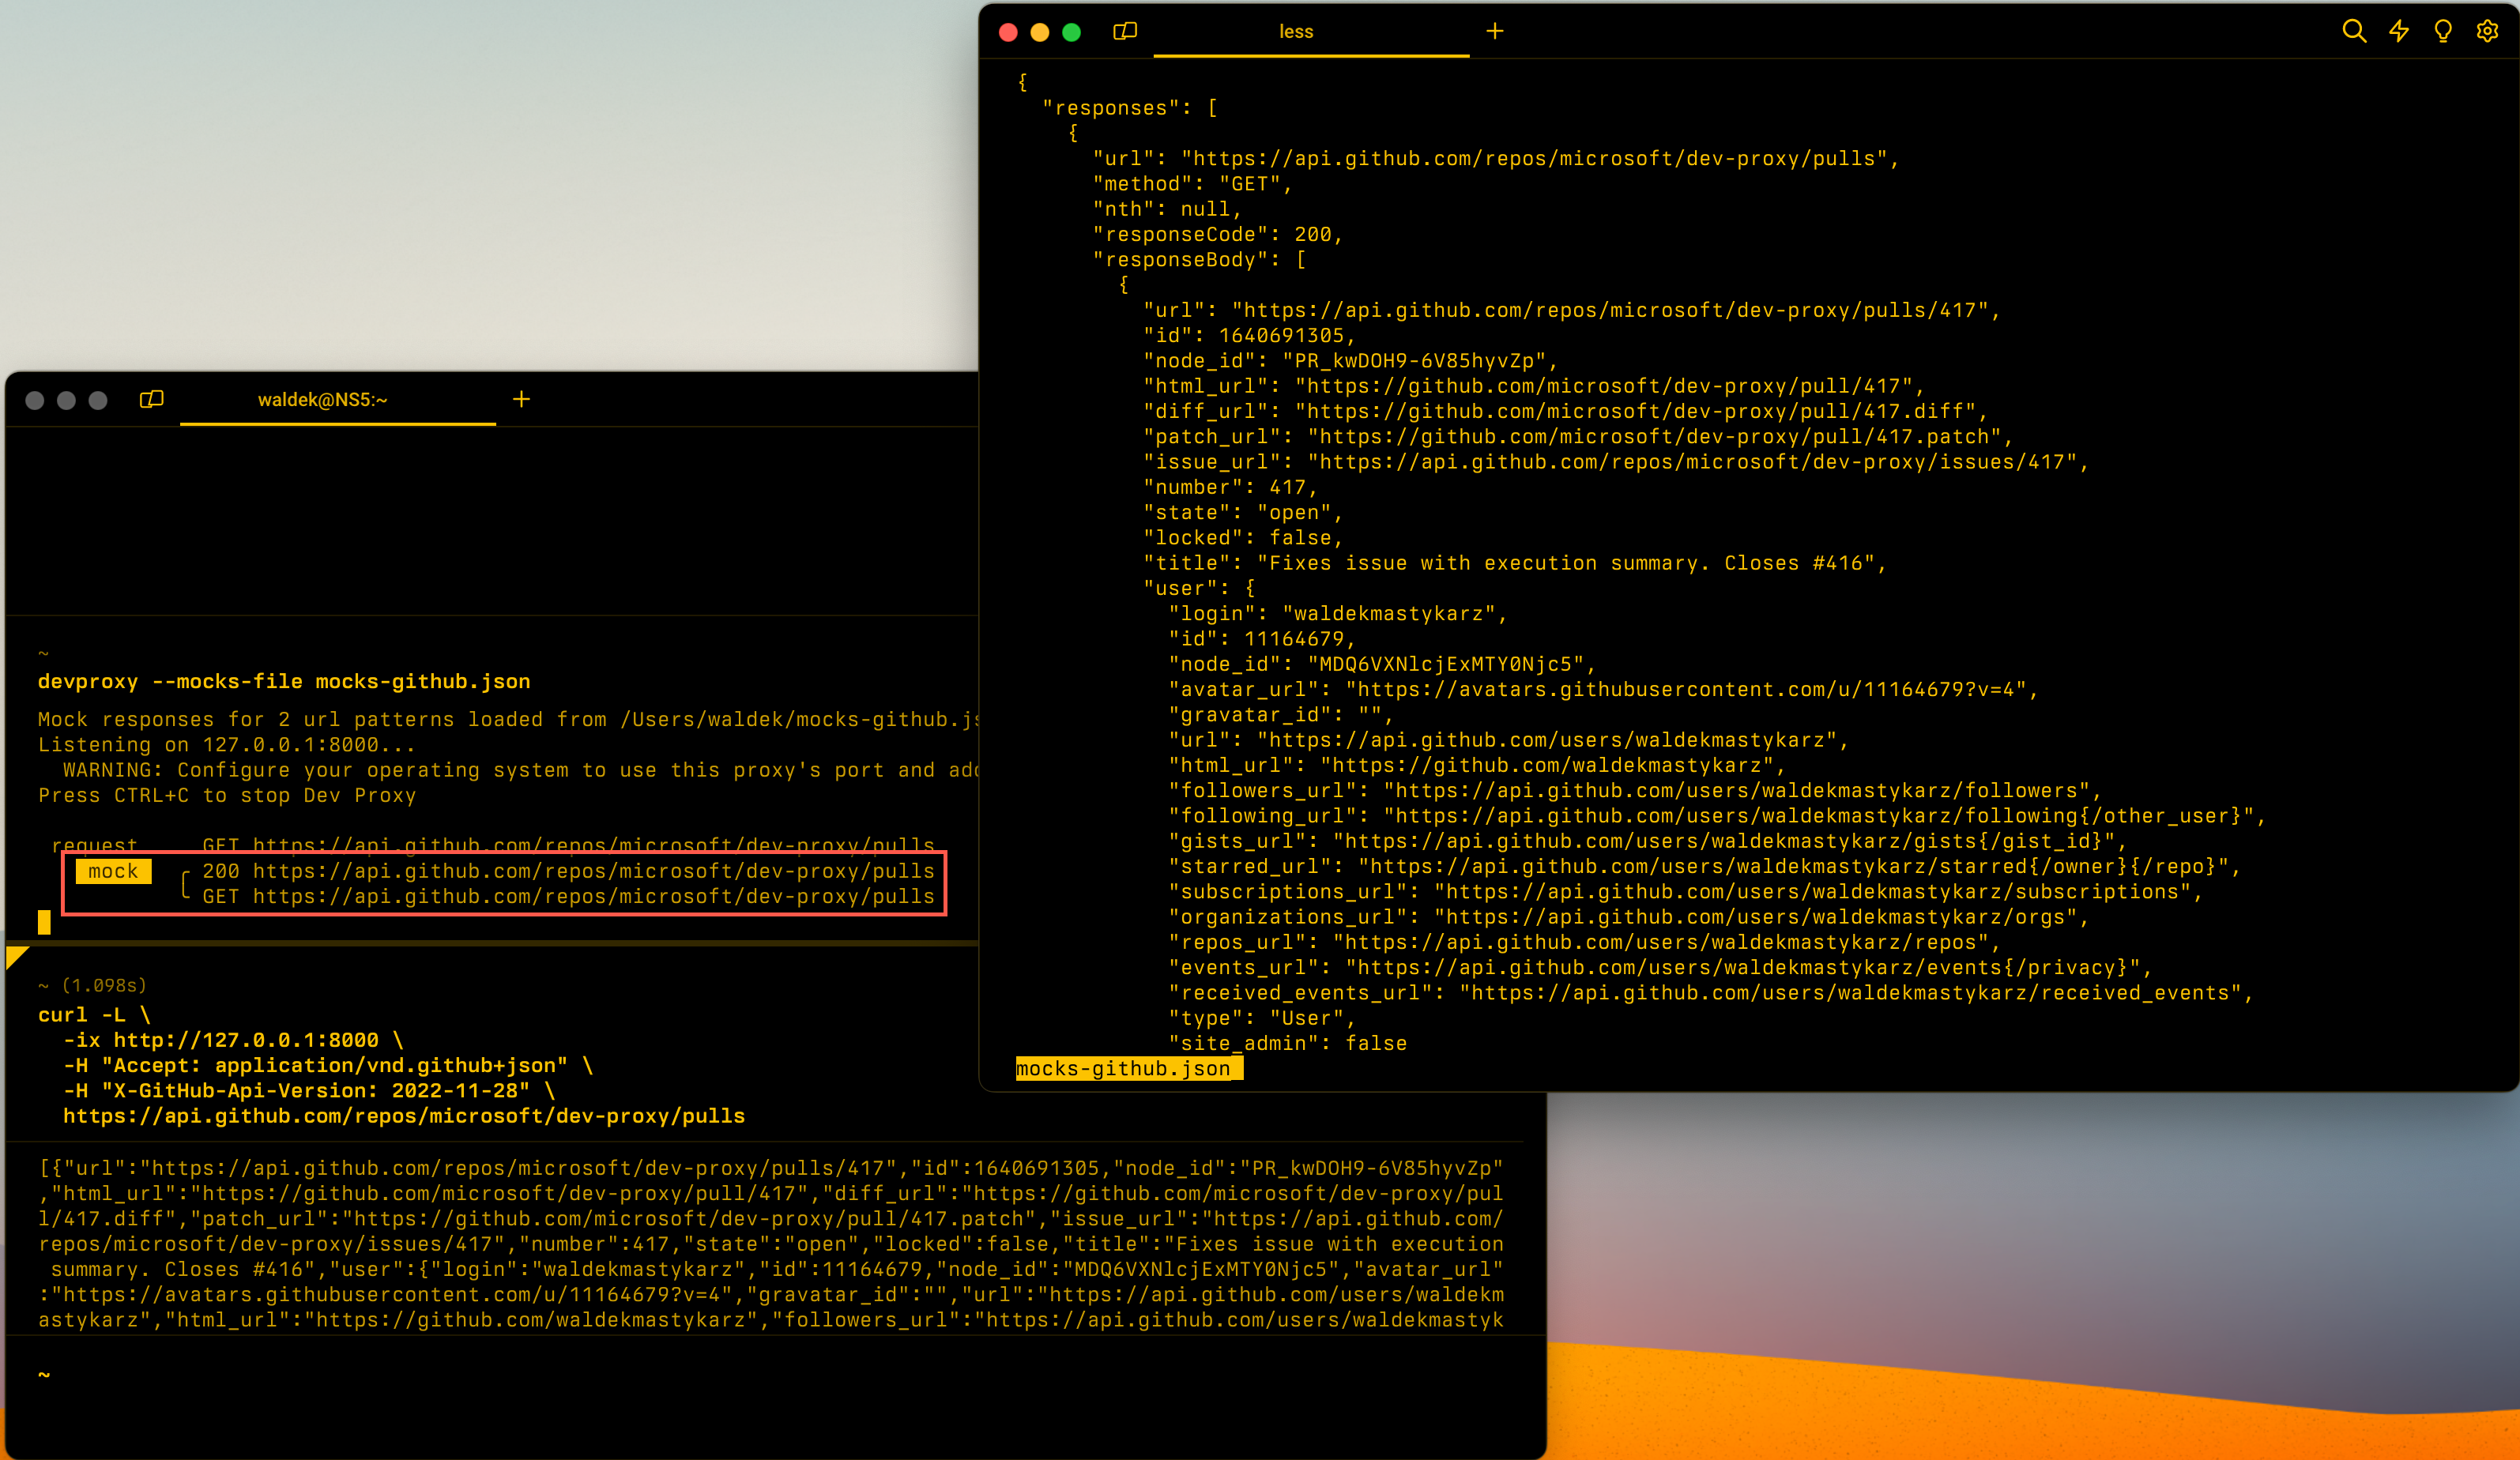 waldek@NS5:~
~
devproxy --mocks-file mocks-github.json
Mock responses for 2 url patterns loaded from /Users/waldek/mocks-github.js
Listening on 127.0.0.1:8000...
WARNING: Configure your operating system to use this proxy's port and add
Press CTRL+C to stop Dev Proxy
request GET https://api.github.com/repos/microsoft/dev-proxy/pulls
mock 200 https://api.github.com/repos/microsoft/dev-proxy/pulls
GET https://api.github.com/repos/microsoft/dev-proxy/pulls
~ (1.098s)
curl -L \
-ix http://127.0.0.1:8000 \
-H "Accept: application/vnd.github+json" \
-H "X-GitHub-Api-Version: 2022-11-28" \
https://api.github.com/repos/microsoft/dev-proxy/pulls
[{"url":"https://api.github.com/repos/microsoft/dev-proxy/pulls/417","id":1640691305,"node_id":"PR_kwDOH9-6V85hyvZp"
,"html_url":"https://github.com/microsoft/dev-proxy/pull/417","diff_url":"https://github.com/microsoft/dev-proxy/pul
l/417.diff","patch_url":"https://github.com/microsoft/dev-proxy/pull/417.patch","issue_url":"https://api.github.com/
repos/microsoft/dev-proxy/issues/417","number":417,"state":"open","locked":false,"title":"Fixes issue with execution
summary. Closes #416","user":{"login":"waldekmastykarz","id":11164679,"node_id":"MDQ6VXNlcjExMTY0Njc5","avatar_url"
:"https://avatars.githubusercontent.com/u/11164679?v=4","gravatar_id":"","url":"https://api.github.com/users/waldekm
astykarz","html_url":"https://github.com/waldekmastykarz","followers_url":"https://api.github.com/users/waldekmastyk
~
less
{
"responses": [
{
"url": "https://api.github.com/repos/microsoft/dev-proxy/pulls",
"method": "GET",
"nth": null,
"responseCode": 200,
"responseBody": [
{
"url": "https://api.github.com/repos/microsoft/dev-proxy/pulls/417",
"id": 1640691305,
"node_id": "PR_kwDOH9-6V85hyvZp",
"html_url": "https://github.com/microsoft/dev-proxy/pull/417",
"diff_url": "https://github.com/microsoft/dev-proxy/pull/417.diff",
"patch_url": "https://github.com/microsoft/dev-proxy/pull/417.patch",
"issue_url": "https://api.github.com/repos/microsoft/dev-proxy/issues/417",
"number": 417,
"state": "open",
"locked": false,
"title": "Fixes issue with execution summary. Closes #416",
"user": {
"login": "waldekmastykarz",
"id": 11164679,
"node_id": "MDQ6VXNlcjExMTY0Njc5",
"avatar_url": "https://avatars.githubusercontent.com/u/11164679?v=4",
"gravatar_id": "",
"url": "https://api.github.com/users/waldekmastykarz",
"html_url": "https://github.com/waldekmastykarz",
"followers_url": "https://api.github.com/users/waldekmastykarz/followers",
"following_url": "https://api.github.com/users/waldekmastykarz/following{/other_user}",
"gists_url": "https://api.github.com/users/waldekmastykarz/gists{/gist_id}",
"starred_url": "https://api.github.com/users/waldekmastykarz/starred{/owner}{/repo}",
"subscriptions_url": "https://api.github.com/users/waldekmastykarz/subscriptions",
"organizations_url": "https://api.github.com/users/waldekmastykarz/orgs",
"repos_url": "https://api.github.com/users/waldekmastykarz/repos",
"events_url": "https://api.github.com/users/waldekmastykarz/events{/privacy}",
"received_events_url": "https://api.github.com/users/waldekmastykarz/received_events",
"type": "User",
"site_admin": false
mocks-github.json